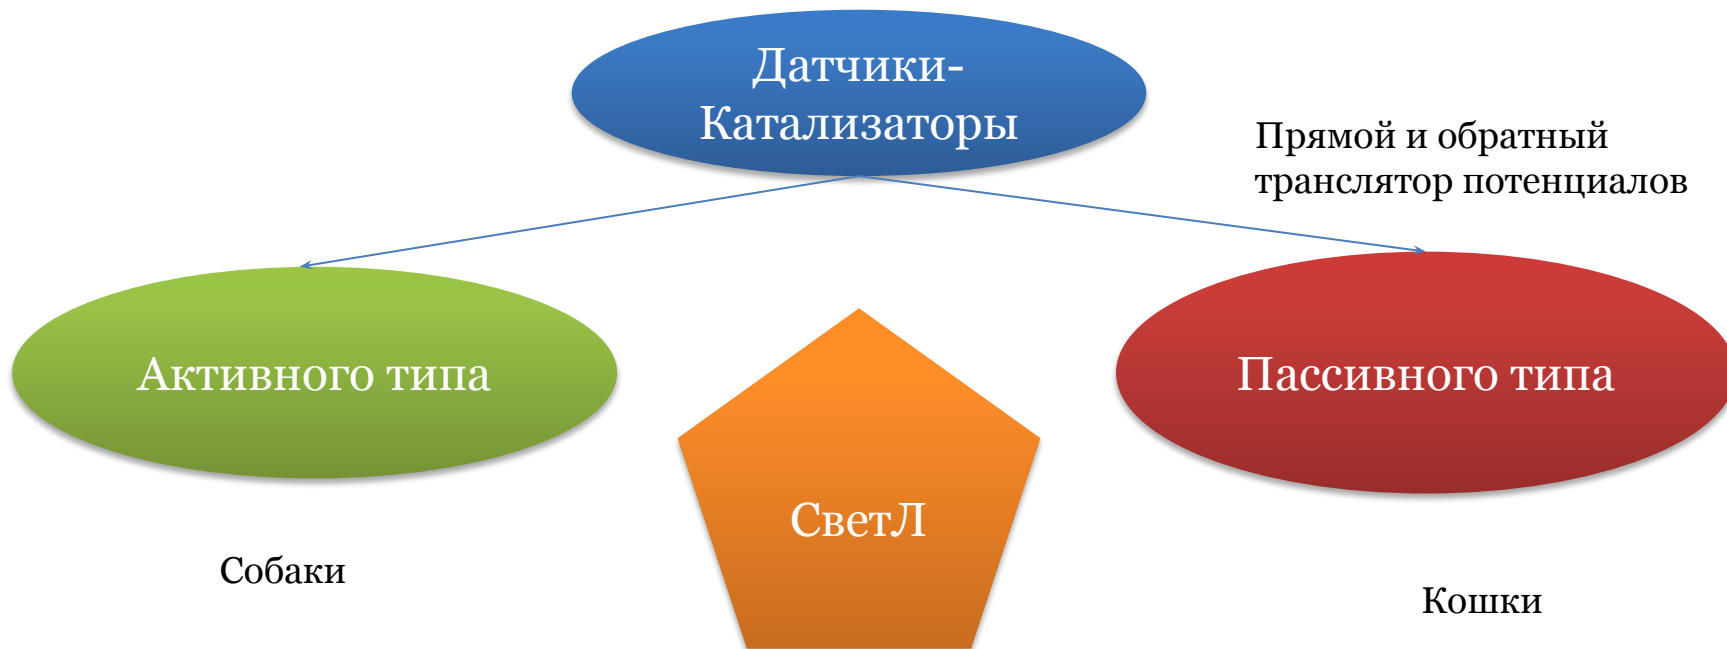 Датчики-
Катализаторы
Прямой и обратный
транслятор потенциалов
Активного типа
Пассивного типа
СветЛ
Собаки
Кошки